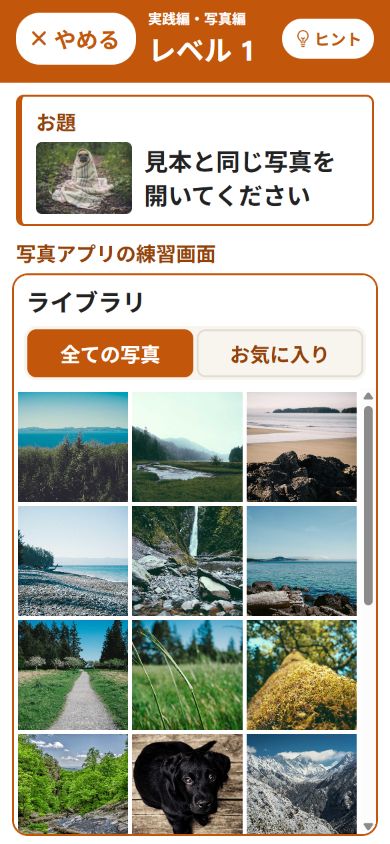 やめる
実践編・写真編
レベル 1
ヒント
お題
見本と同じ写真を
開いてください
写真アプリの練習画面
ライブラリ
全ての写真
お気に入り